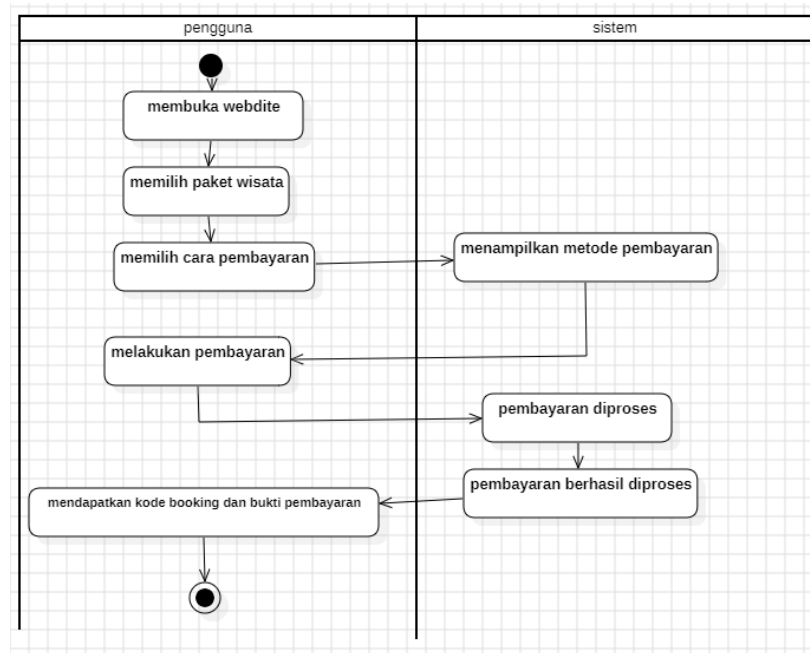 pengguna
sistem
membuka webdite
memilih paket wisata
memilih cara pembayaran
menampilkan metode pembayaran
melakukan pembayaran
pembayaran diproses
pembayaran berhasil diproses
mendapatkan kode booking dan bukti pembayaran